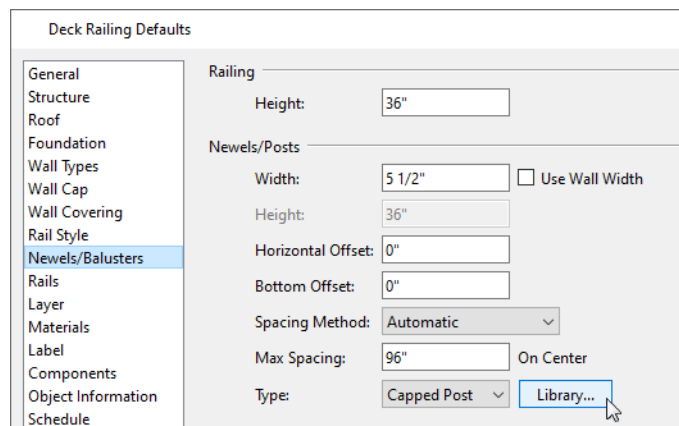 Deck Railing Defaults
General
Structure
Roof
Foundation
Wall Types
Wall Cap
Wall Covering
Rail Style
Newels/Balusters
Rails
Layer
Materials
Label
Components
Object Information
Schedule
Railing
Height: 36"
Newels/Posts
Width: 5 1/2" Use Wall Width
Height: 36"
Horizontal Offset: 0"
Bottom Offset: 0"
Spacing Method: Automatic
Max Spacing: 96" On Center
Type: Capped Post Library...